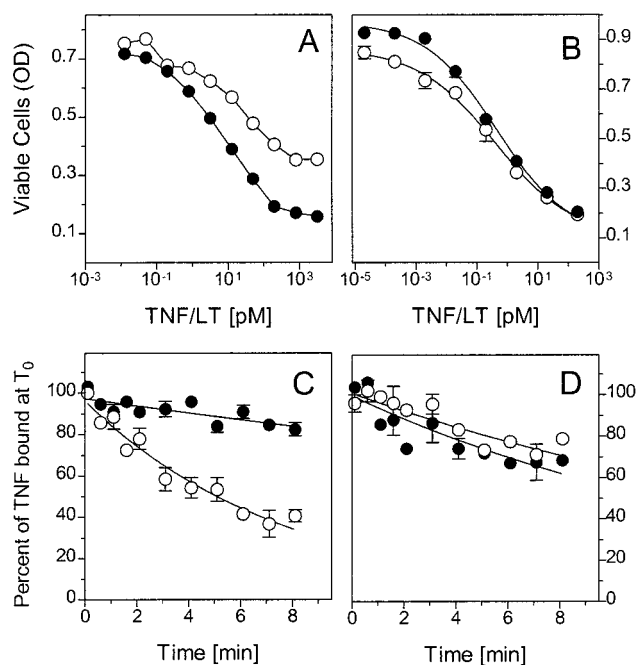 A
B
Viable Cells (OD)
0.7
0.5
0.3
0.1
0.9
0.7
0.5
0.3
0.1
10-3 10-1 101 103
10-5 10-3 10-1 101 103
TNF/LT [pM]
TNF/LT [pM]
C
D
Percent of TNF bound at T0
100
80
60
40
20
0
100
80
60
40
20
0
0 2 4 6 8
0 2 4 6 8
Time [min]
Time [min]